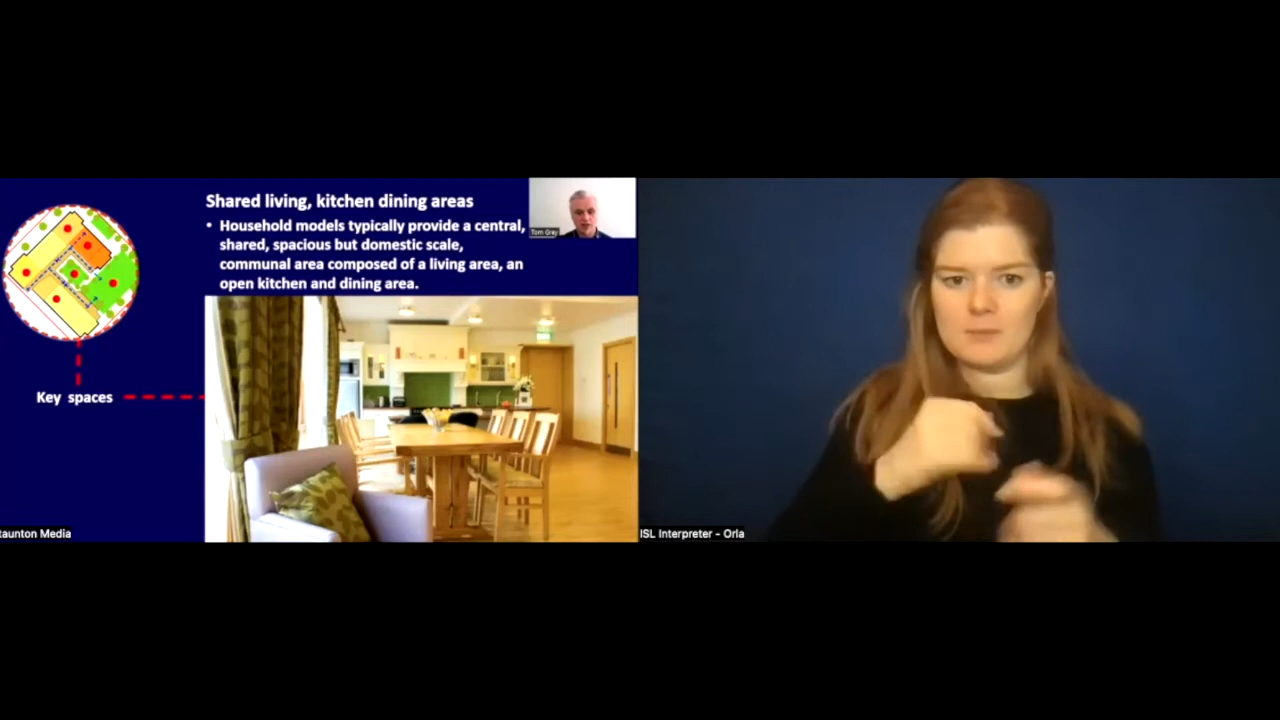 Shared living, kitchen dining areas
• Household models typically provide a central,
shared, spacious but domestic scale,
communal area composed of a living area, an
open kitchen and dining area.
Tom Grey
Key spaces
taunton Media
ISL Interpreter - Orla